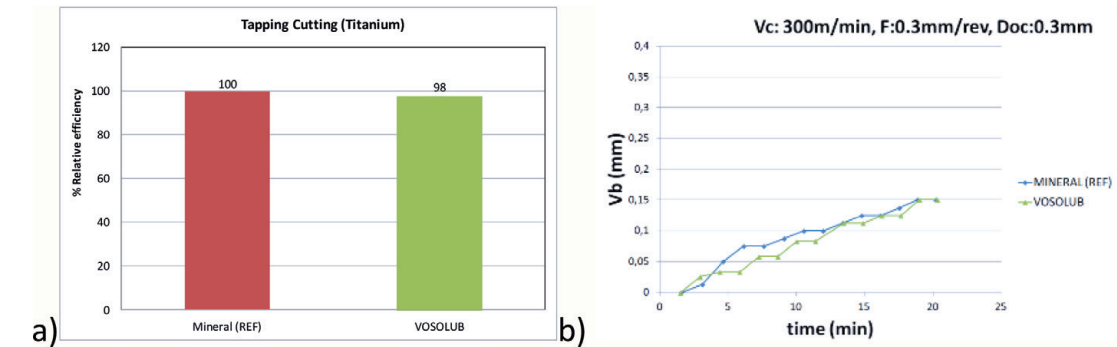 Tapping Cutting (Titanium)
120
100
80
60
40
20
0
% Relative efficiency
100
98
Mineral (REF)
VOSOLUB
a)
Vc: 300m/min, F:0.3mm/rev, Doc:0.3mm
0,4
0,35
0,3
0,25
0,2
0,15
0,1
0,05
0
Vb (mm)
0 5 10 15 20 25
time (min)
MINERAL (REF)
VOSOLUB
b)